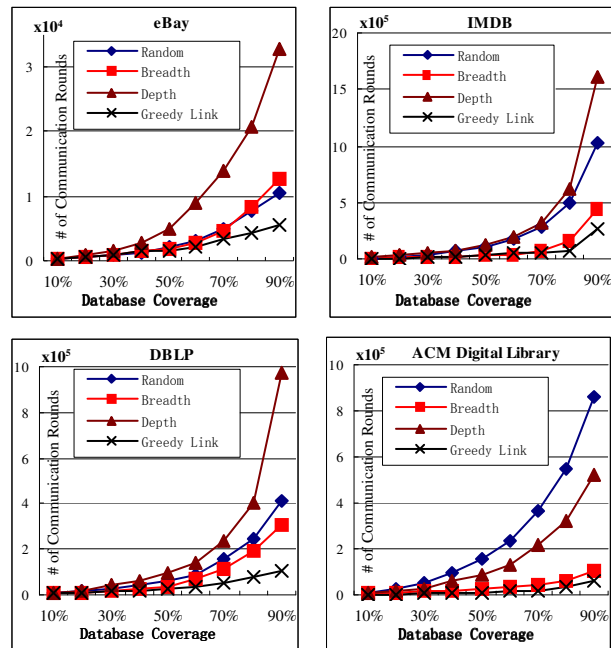 eBay
x10⁴
# of Communication Rounds
3
2
1
0
Random
Breadth
Depth
Greedy Link
10% 30% 50% 70% 90%
Database Coverage
IMDB
x10⁵
# of Communication Rounds
20
15
10
5
0
Random
Breadth
Depth
Greedy Link
10% 30% 50% 70% 90%
Database Coverage
DBLP
x10⁵
# of Communication Rounds
10
8
6
4
2
0
Random
Breadth
Depth
Greedy Link
10% 30% 50% 70% 90%
Database Coverage
ACM Digital Library
x10⁵
# of Communication Rounds
10
8
6
4
2
0
Random
Breadth
Depth
Greedy Link
10% 30% 50% 70% 90%
Database Coverage